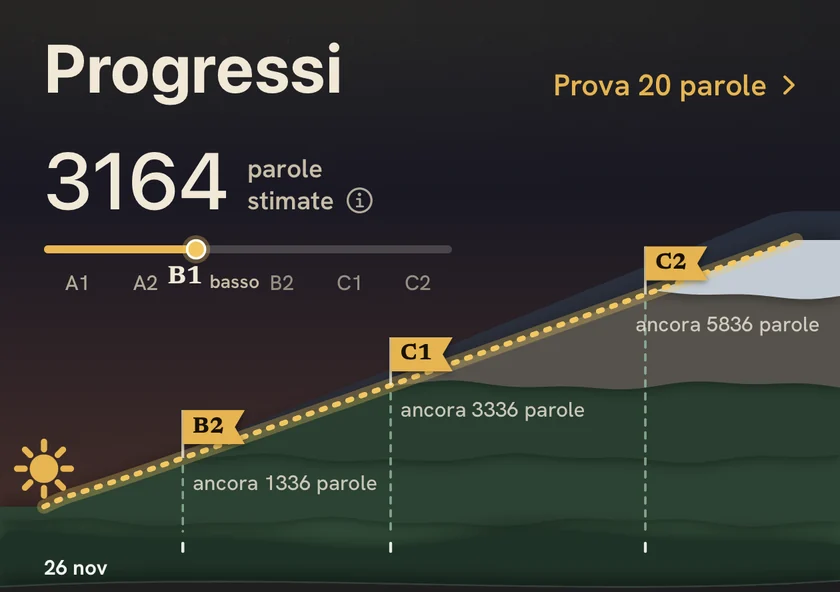 Progressi
Prova 20 parole
3164 parole
stimate
A1 A2 B1 basso B2 C1 C2
C2
ancora 5836 parole
C1
ancora 3336 parole
B2
ancora 1336 parole
26 nov